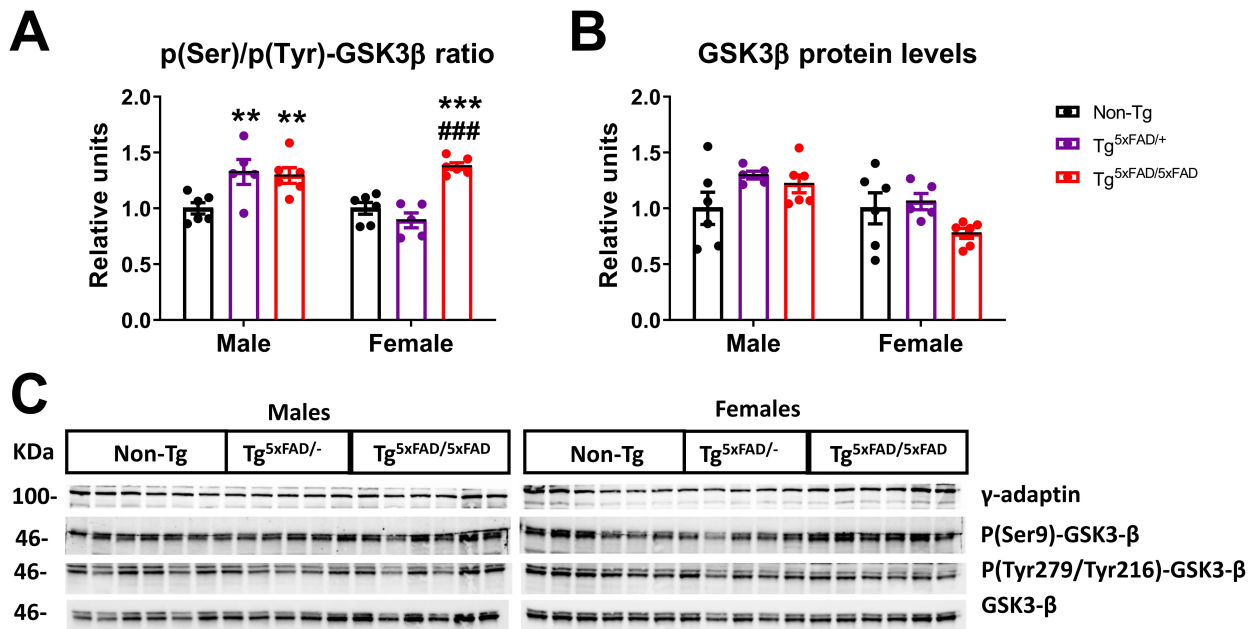 A
p(Ser)/p(Tyr)-GSK3β ratio
Relative units
2.0
1.5
1.0
0.5
0.0
** ** ***
###
Male Female
B
GSK3β protein levels
Relative units
2.0
1.5
1.0
0.5
0.0
Male Female
Non-Tg
Tg5xFAD/+
Tg5xFAD/5xFAD
C
Males Females
KDa Non-Tg Tg5xFAD/- Tg5xFAD/5xFAD Non-Tg Tg5xFAD/- Tg5xFAD/5xFAD
100- γ-adaptin
46- P(Ser9)-GSK3-β
46- P(Tyr279/Tyr216)-GSK3-β
46- GSK3-β